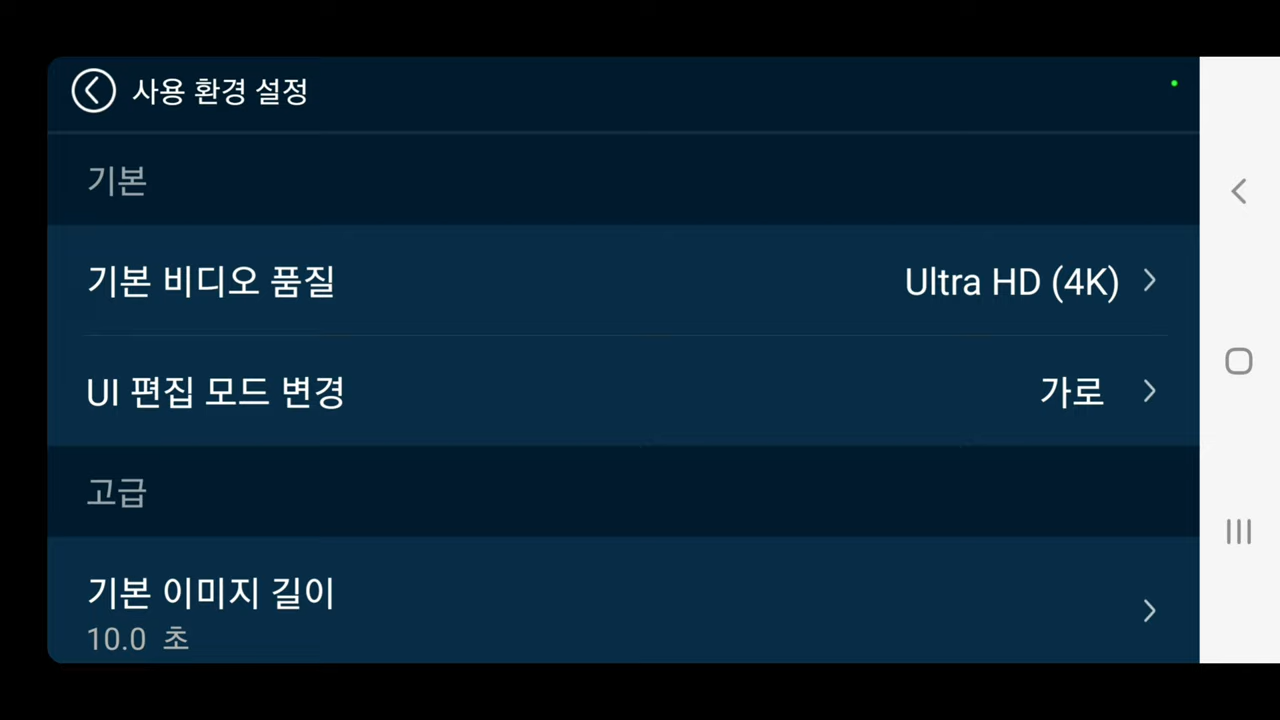 사용 환경 설정
기본
기본 비디오 품질 Ultra HD (4K)
UI 편집 모드 변경 가로
고급
기본 이미지 길이
10.0 초